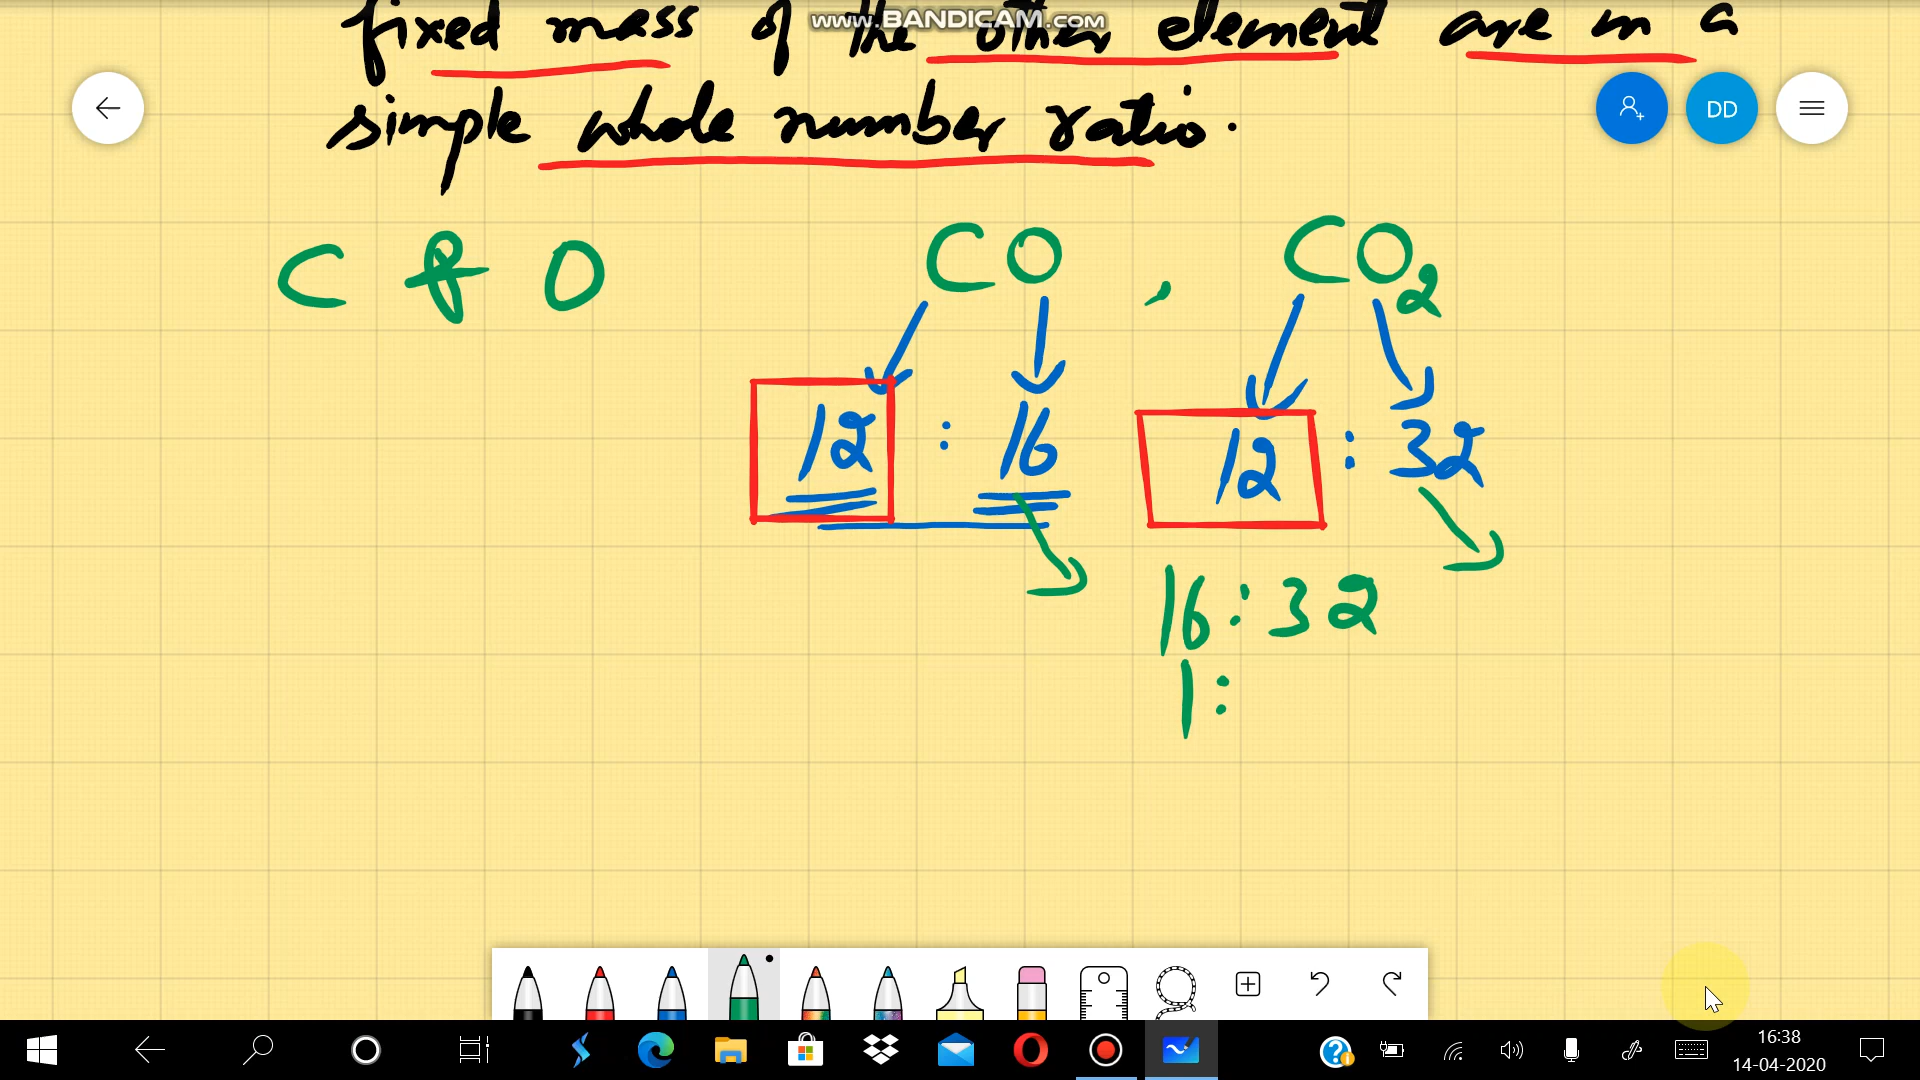 www.BANDICAM.com
fixed mass of the other element are in a
simple whole number ratio.
DD
C & O CO , CO2
12 : 16 12 : 32
16 : 32
1 :
16:38
14-04-2020